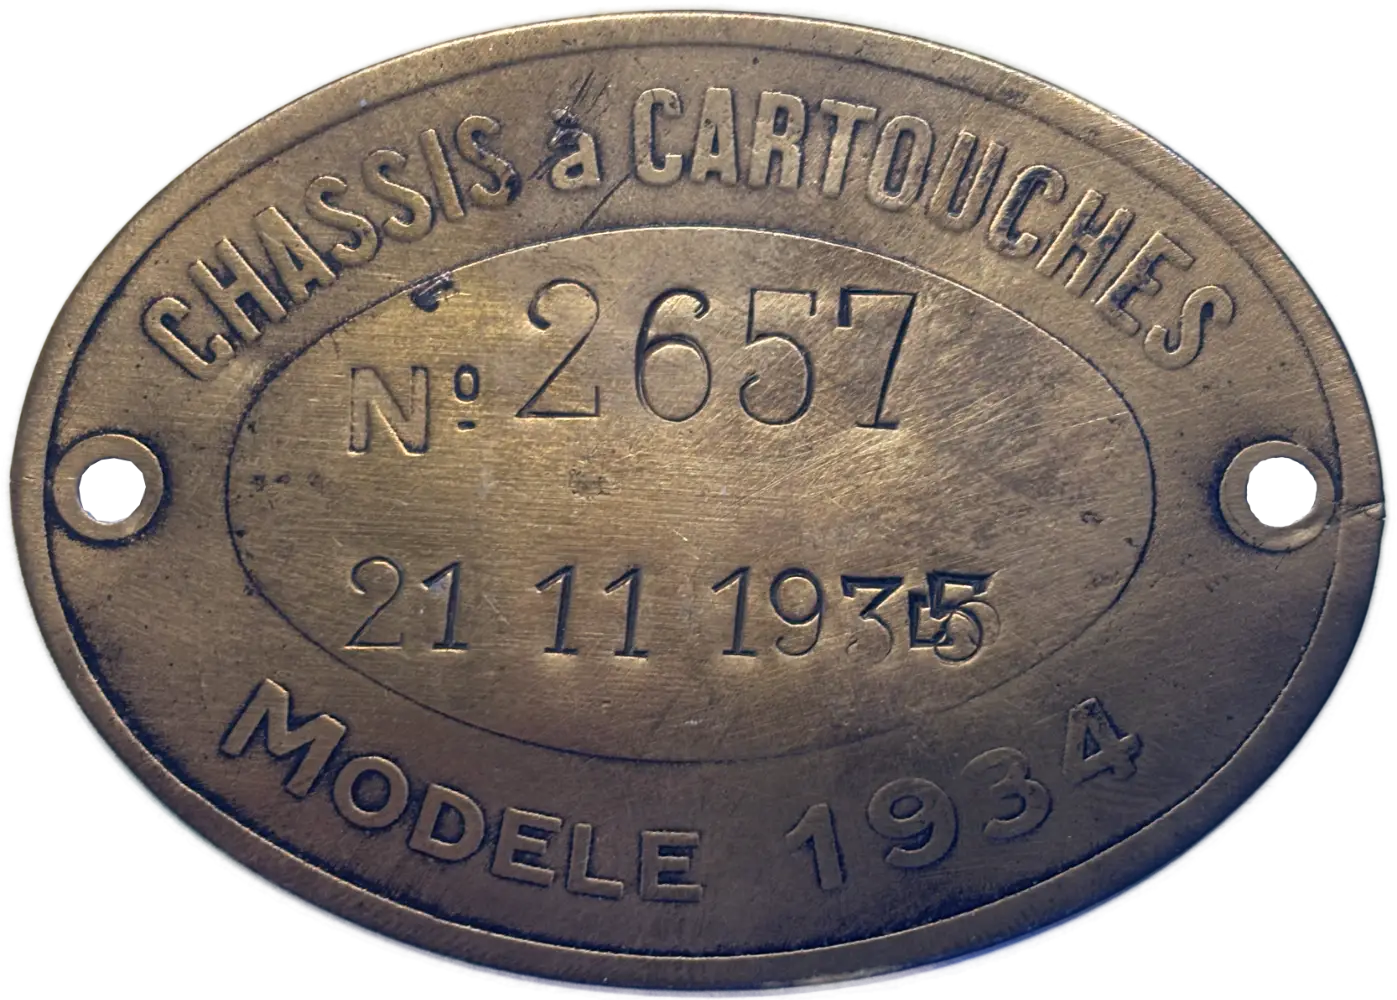 CHASSIS à CARTOUCHES
Nº 2657
21 11 1935
MODELE 1934